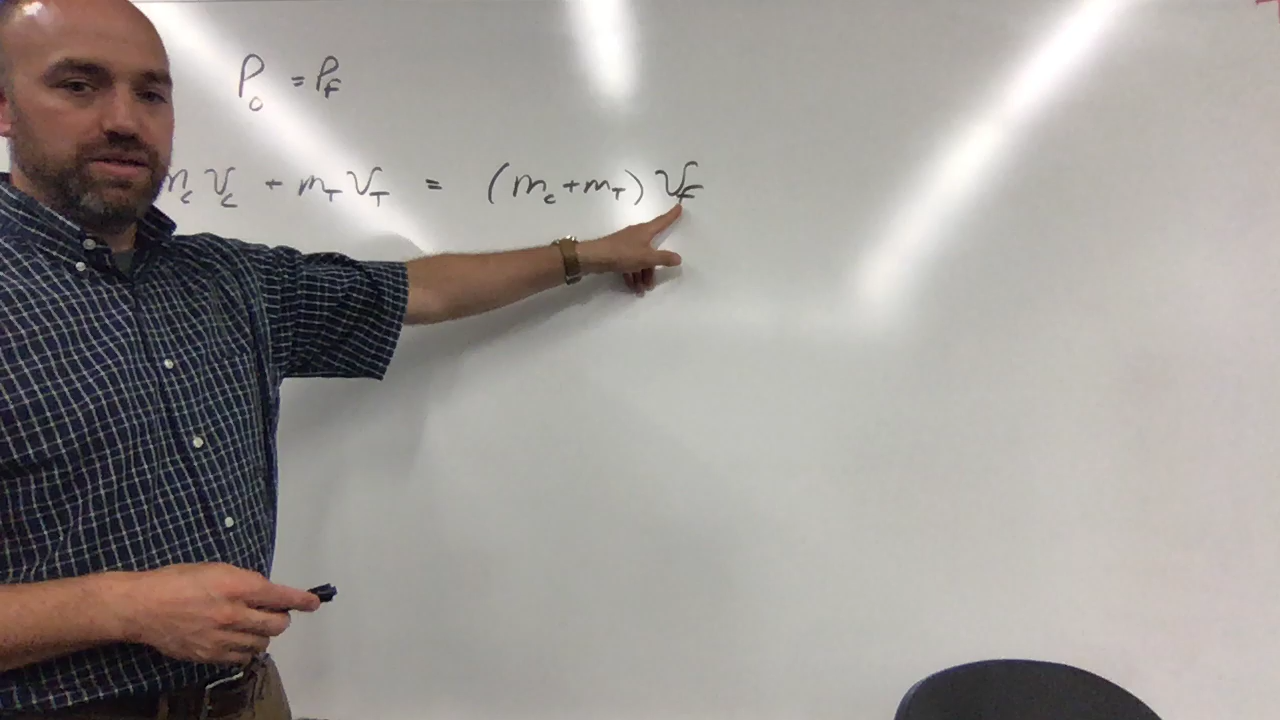 P₀ = P_F
m_c v_c + m_T v_T = (m_c + m_T) v_F